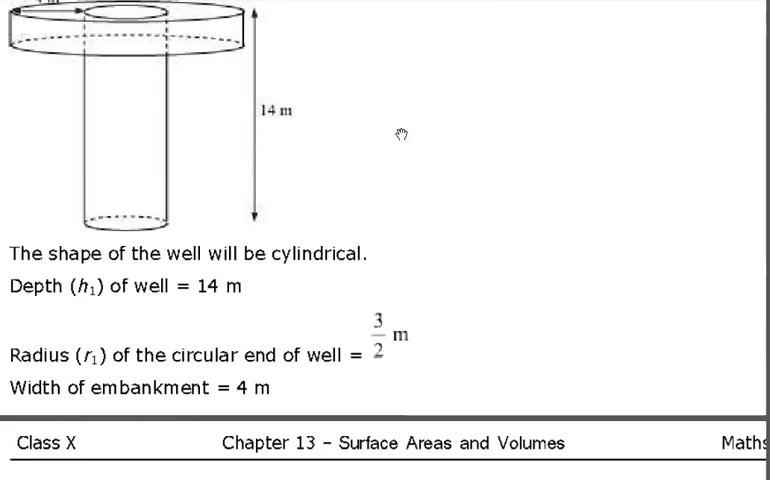 14 m
The shape of the well will be cylindrical.
Depth (h₁) of well = 14 m
Radius (r₁) of the circular end of well = 3/2 m
Width of embankment = 4 m
Class X Chapter 13 – Surface Areas and Volumes Maths